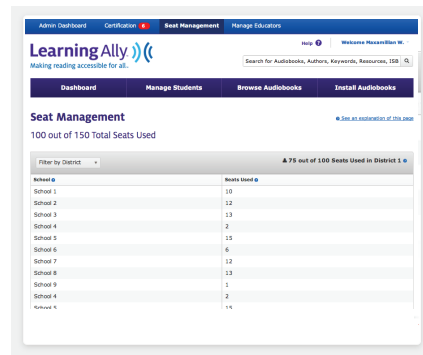 Admin Dashboard Certification 6 Seat Management Manage Educators
Help ? Welcome Maxamillian W.
Learning Ally
Making reading accessible for all.
Search for Audiobooks, Authors, Keywords, Resources, ISB
Dashboard Manage Students Browse Audiobooks Install Audiobooks
Seat Management
See an explanation of this page
100 out of 150 Total Seats Used
Filter by District 75 out of 100 Seats Used in District 1
School Seats Used
School 1 10
School 2 12
School 3 13
School 4 2
School 5 15
School 6 6
School 7 12
School 8 13
School 9 1
School 4 2
School 5 15